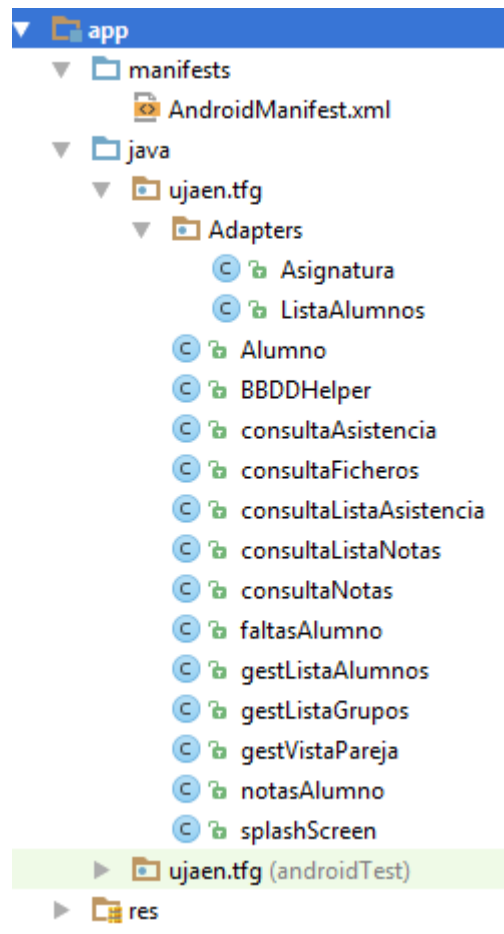 app
manifests
AndroidManifest.xml
java
ujaen.tfg
Adapters
Asignatura
ListaAlumnos
Alumno
BBDDHelper
consultaAsistencia
consultaFicheros
consultaListaAsistencia
consultaListaNotas
consultaNotas
faltasAlumno
gestListaAlumnos
gestListaGrupos
gestVistaPareja
notasAlumno
splashScreen
ujaen.tfg (androidTest)
res